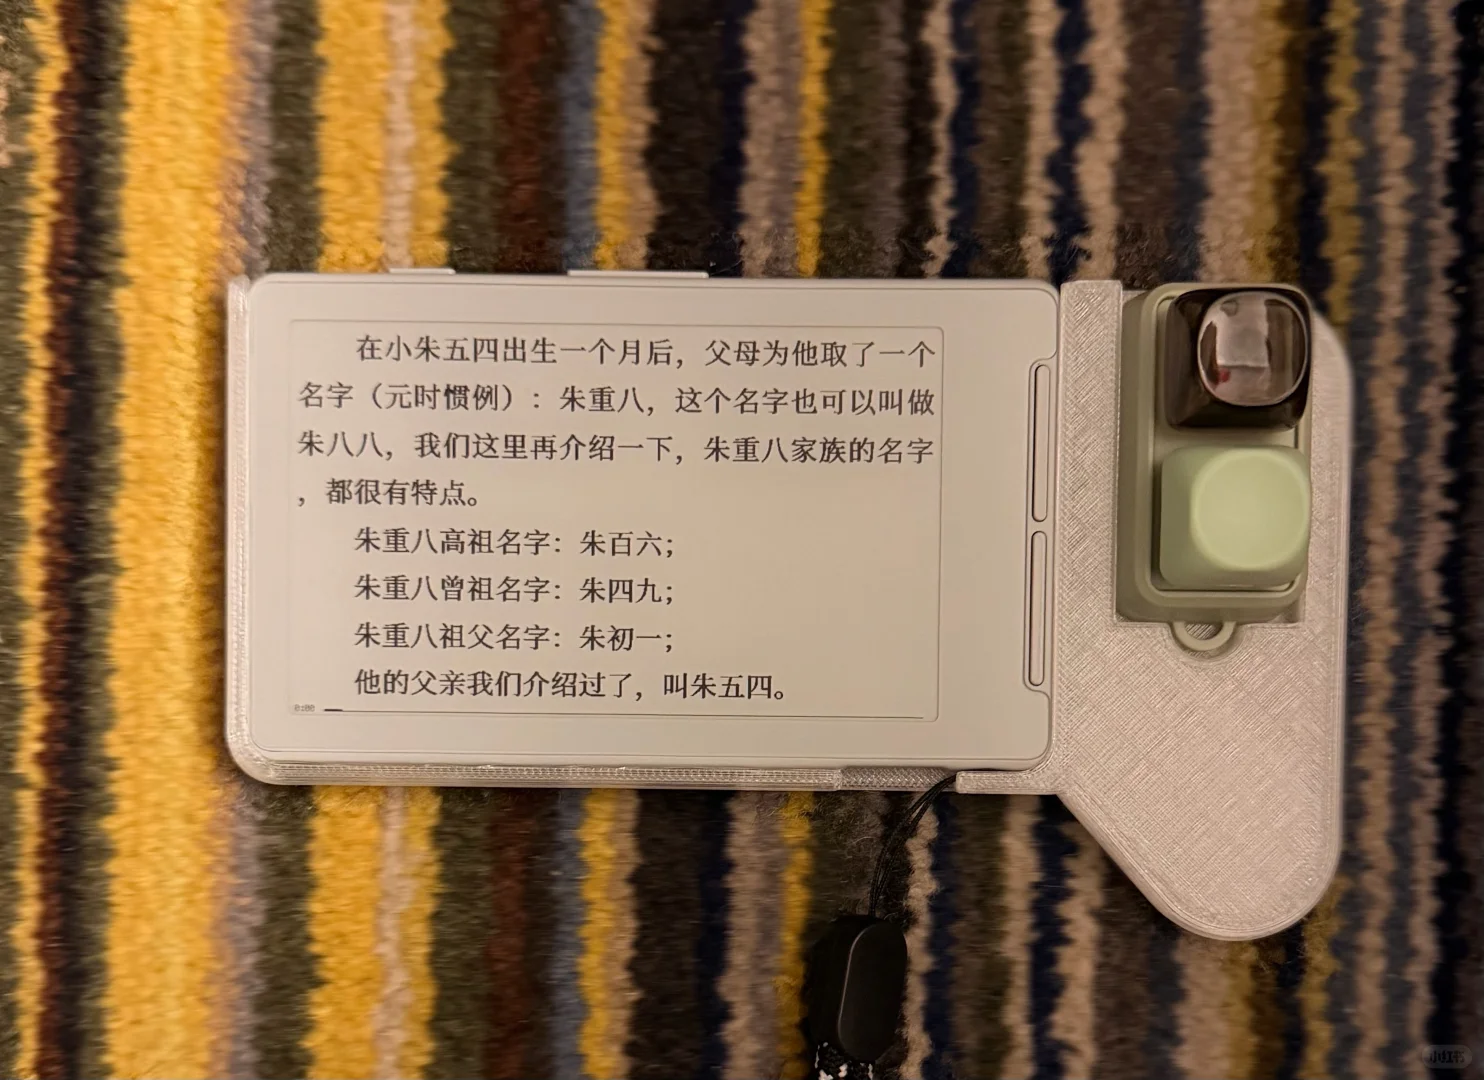 在小朱五四出生一个月后，父母为他取了一个
名字（元时惯例）：朱重八，这个名字也可以叫做
朱八八，我们这里再介绍一下，朱重八家族的名字
，都很有特点。
朱重八高祖名字：朱百六；
朱重八曾祖名字：朱四九；
朱重八祖父名字：朱初一；
他的父亲我们介绍过了，叫朱五四。
0:00
小红书